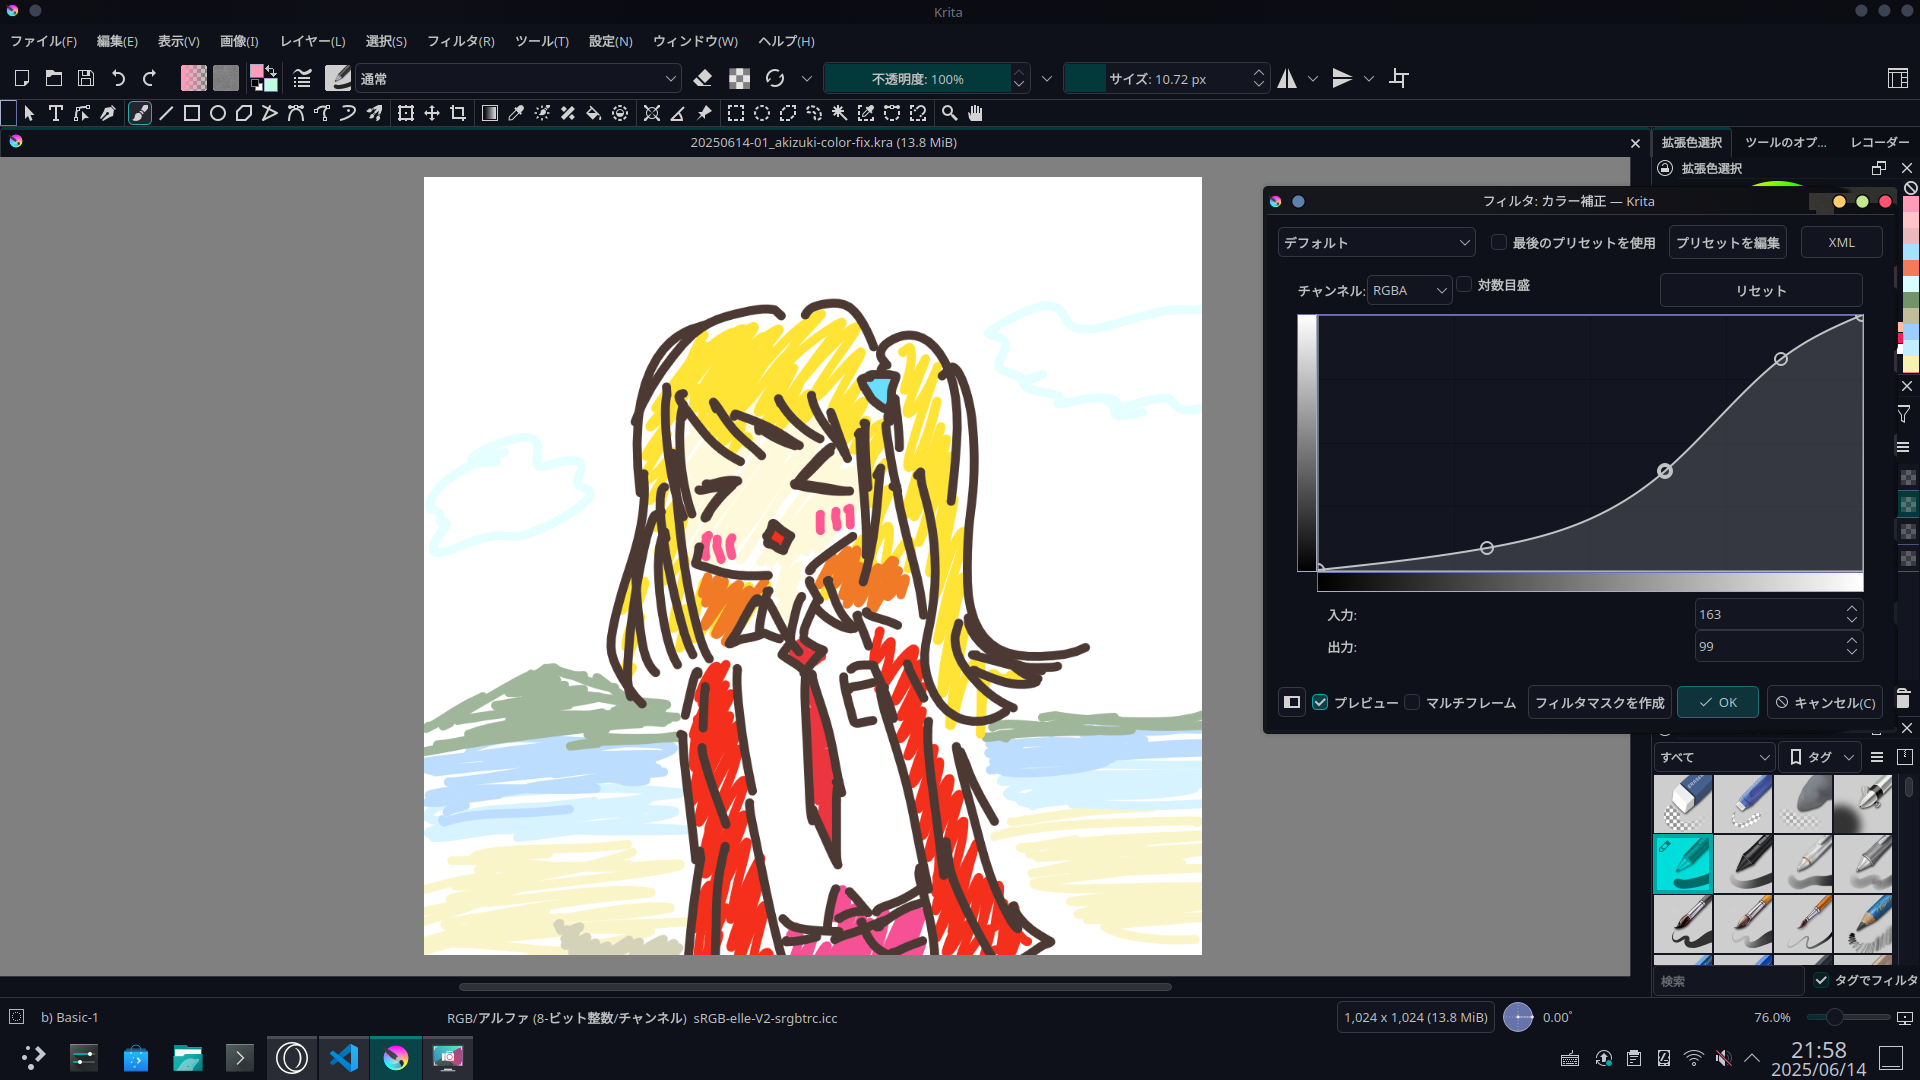 Krita
ファイル(F) 編集(E) 表示(V) 画像(I) レイヤー(L) 選択(S) フィルタ(R) ツール(T) 設定(N) ウィンドウ(W) ヘルプ(H)
通常 不透明度: 100% サイズ: 10.72 px
20250614-01_akizuki-color-fix.kra (13.8 MiB)
拡張色選択 ツールのオプ... レコーダー
拡張色選択
フィルタ: カラー補正 — Krita
デフォルト 最後のプリセットを使用 プリセットを編集 XML
チャンネル: RGBA 対数目盛 リセット
入力: 163
出力: 99
プレビュー マルチフレーム フィルタマスクを作成 OK キャンセル(C)
すべて タグ
検索 タグでフィルタ
b) Basic-1 RGB/アルファ (8-ビット整数/チャンネル) sRGB-elle-V2-srgbtrc.icc 1,024 x 1,024 (13.8 MiB) 0.00° 76.0%
21:58
2025/06/14